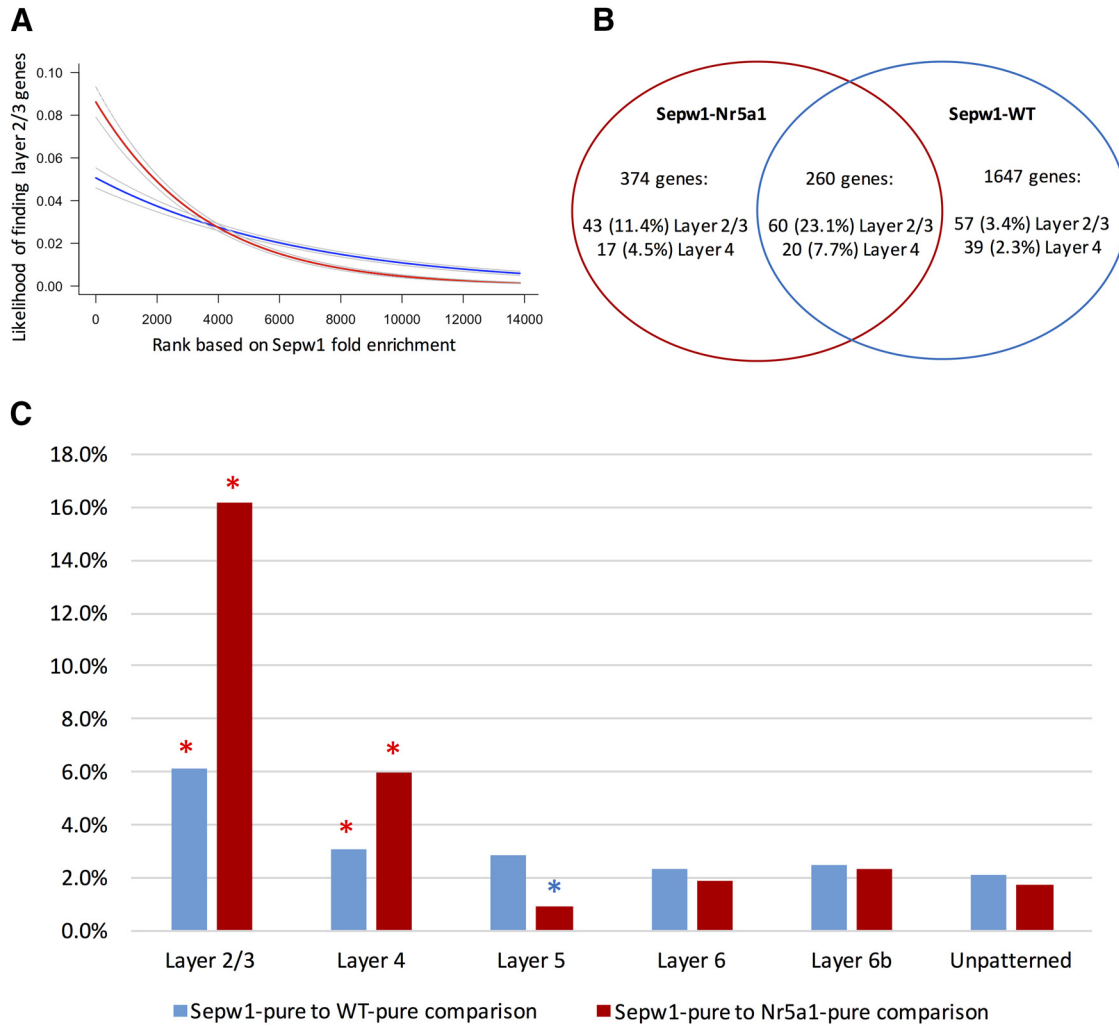 A
Likelihood of finding layer 2/3 genes
0.10
0.08
0.06
0.04
0.02
0.00
0 2000 4000 6000 8000 10000 12000 14000
Rank based on Sepw1 fold enrichment
B
Sepw1-Nr5a1
374 genes:
43 (11.4%) Layer 2/3
17 (4.5%) Layer 4
260 genes:
60 (23.1%) Layer 2/3
20 (7.7%) Layer 4
Sepw1-WT
1647 genes:
57 (3.4%) Layer 2/3
39 (2.3%) Layer 4
C
18.0%
16.0%
14.0%
12.0%
10.0%
8.0%
6.0%
4.0%
2.0%
0.0%
* * * * *
Layer 2/3 Layer 4 Layer 5 Layer 6 Layer 6b Unpatterned
Sepw1-pure to WT-pure comparison
Sepw1-pure to Nr5a1-pure comparison